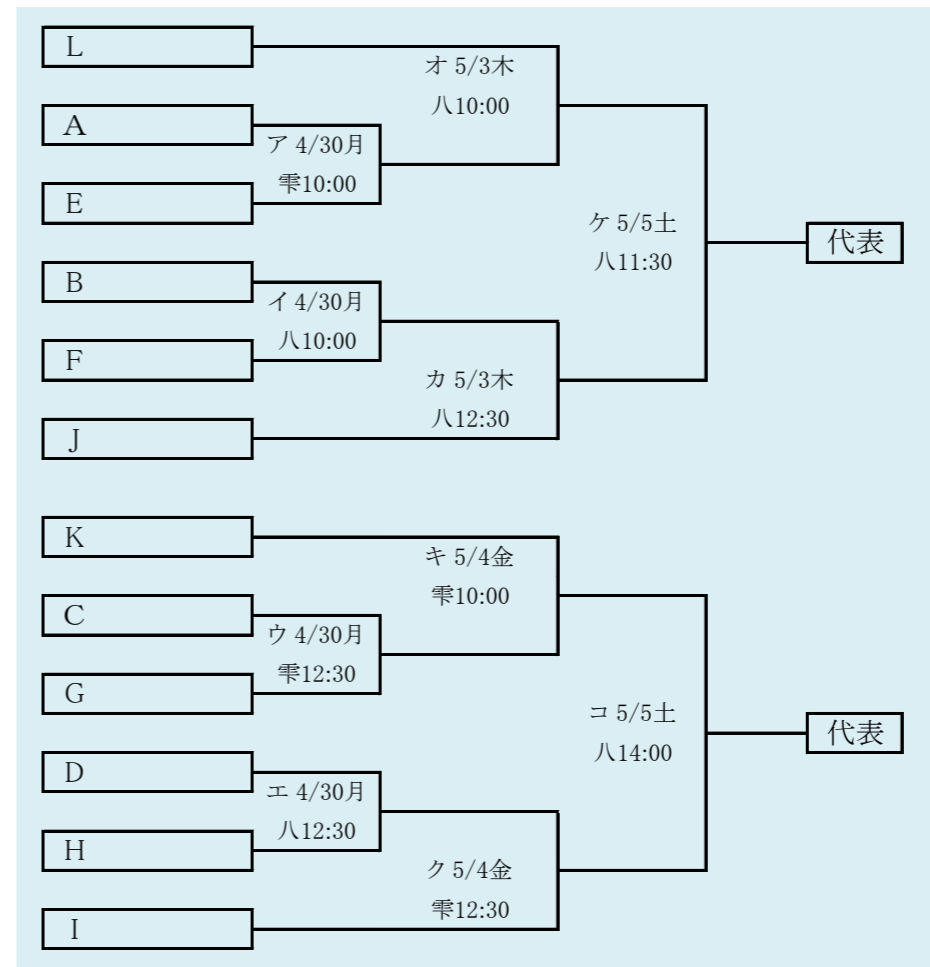 L
オ 5/3木
八10:00
A
ア 4/30月
雫10:00
E
ケ 5/5土
八11:30
代表
B
イ 4/30月
八10:00
F
カ 5/3木
八12:30
J
K
キ 5/4金
雫10:00
C
ウ 4/30月
雫12:30
G
コ 5/5土
八14:00
代表
D
エ 4/30月
八12:30
H
ク 5/4金
雫12:30
I